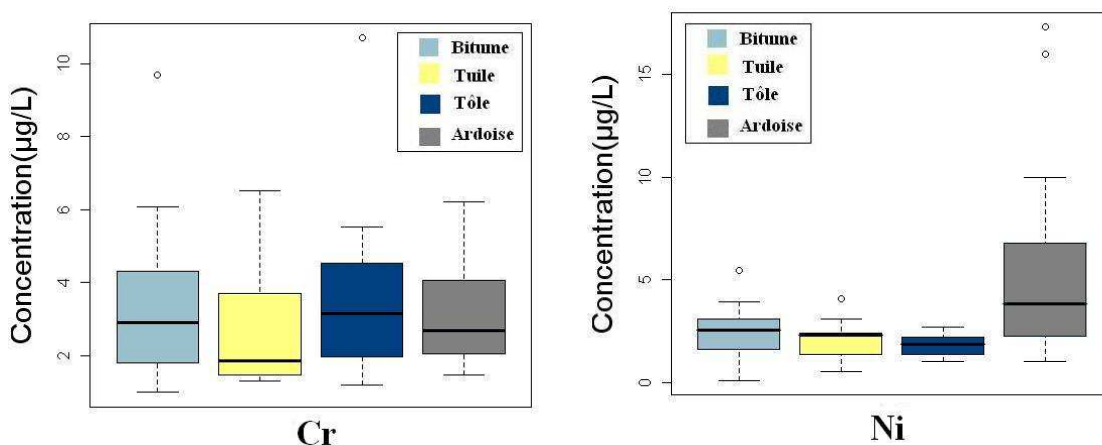 Concentration(µg/L)
2
4
6
8
10
Bitume
Tuile
Tôle
Ardoise
Cr
Concentration(µg/L)
0
5
10
15
Bitume
Tuile
Tôle
Ardoise
Ni